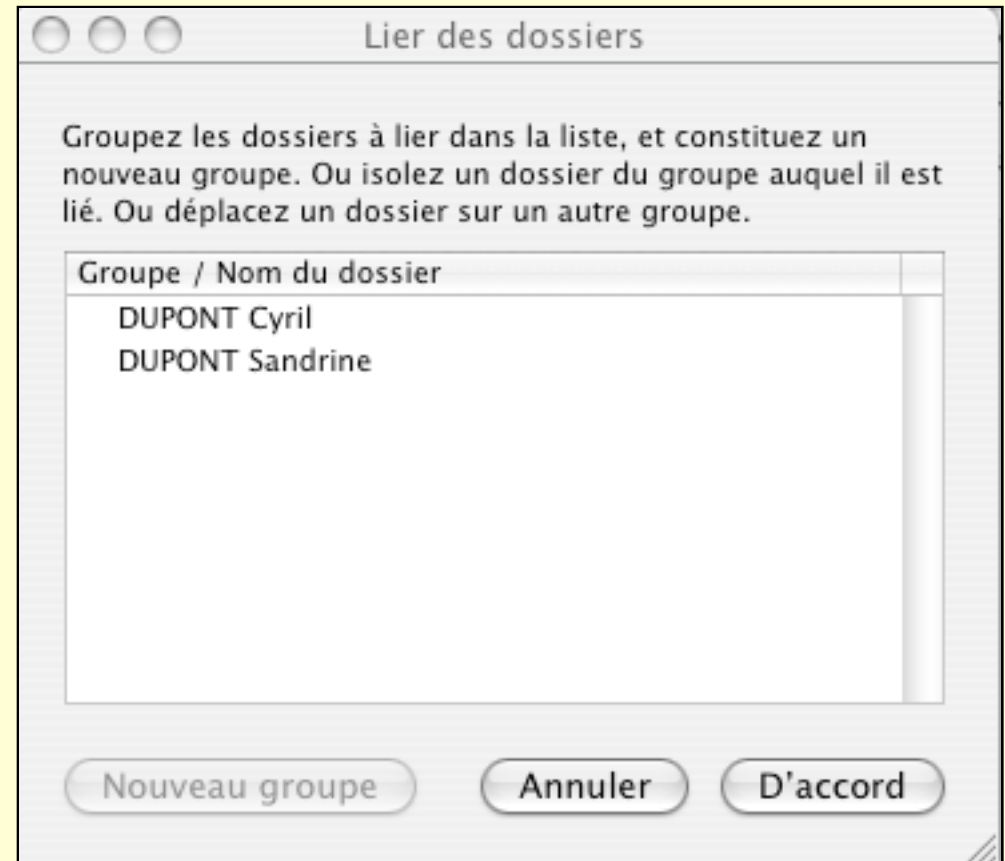 Lier des dossiers
Groupez les dossiers à lier dans la liste, et constituez un
nouveau groupe. Ou isolez un dossier du groupe auquel il est
lié. Ou déplacez un dossier sur un autre groupe.
Groupe / Nom du dossier
DUPONT Cyril
DUPONT Sandrine
Nouveau groupe Annuler D'accord